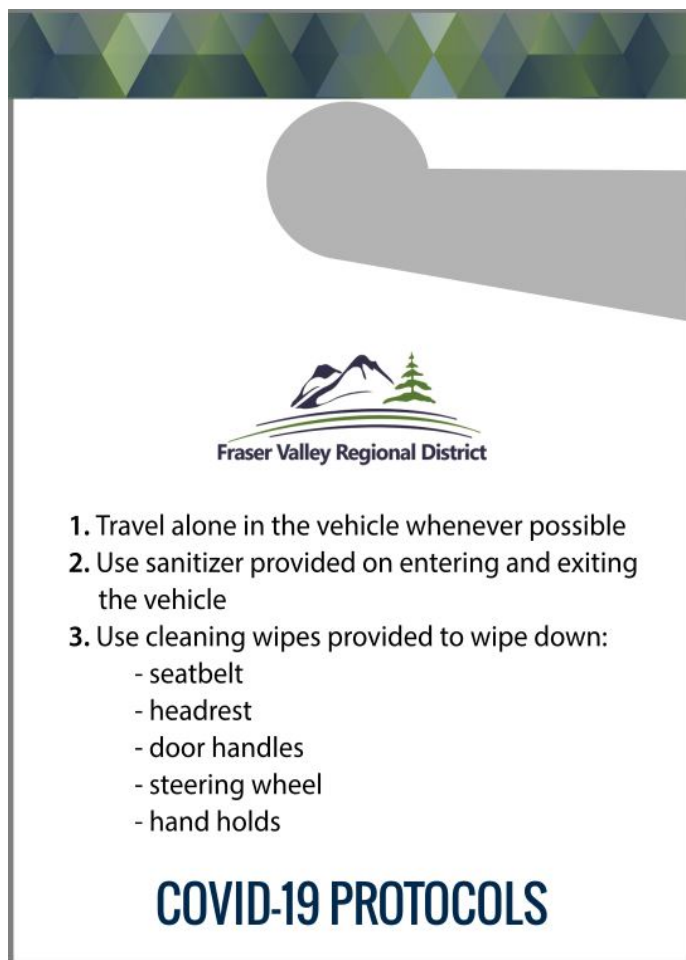 Fraser Valley Regional District
1. Travel alone in the vehicle whenever possible
2. Use sanitizer provided on entering and exiting
the vehicle
3. Use cleaning wipes provided to wipe down:
- seatbelt
- headrest
- door handles
- steering wheel
- hand holds
COVID-19 PROTOCOLS